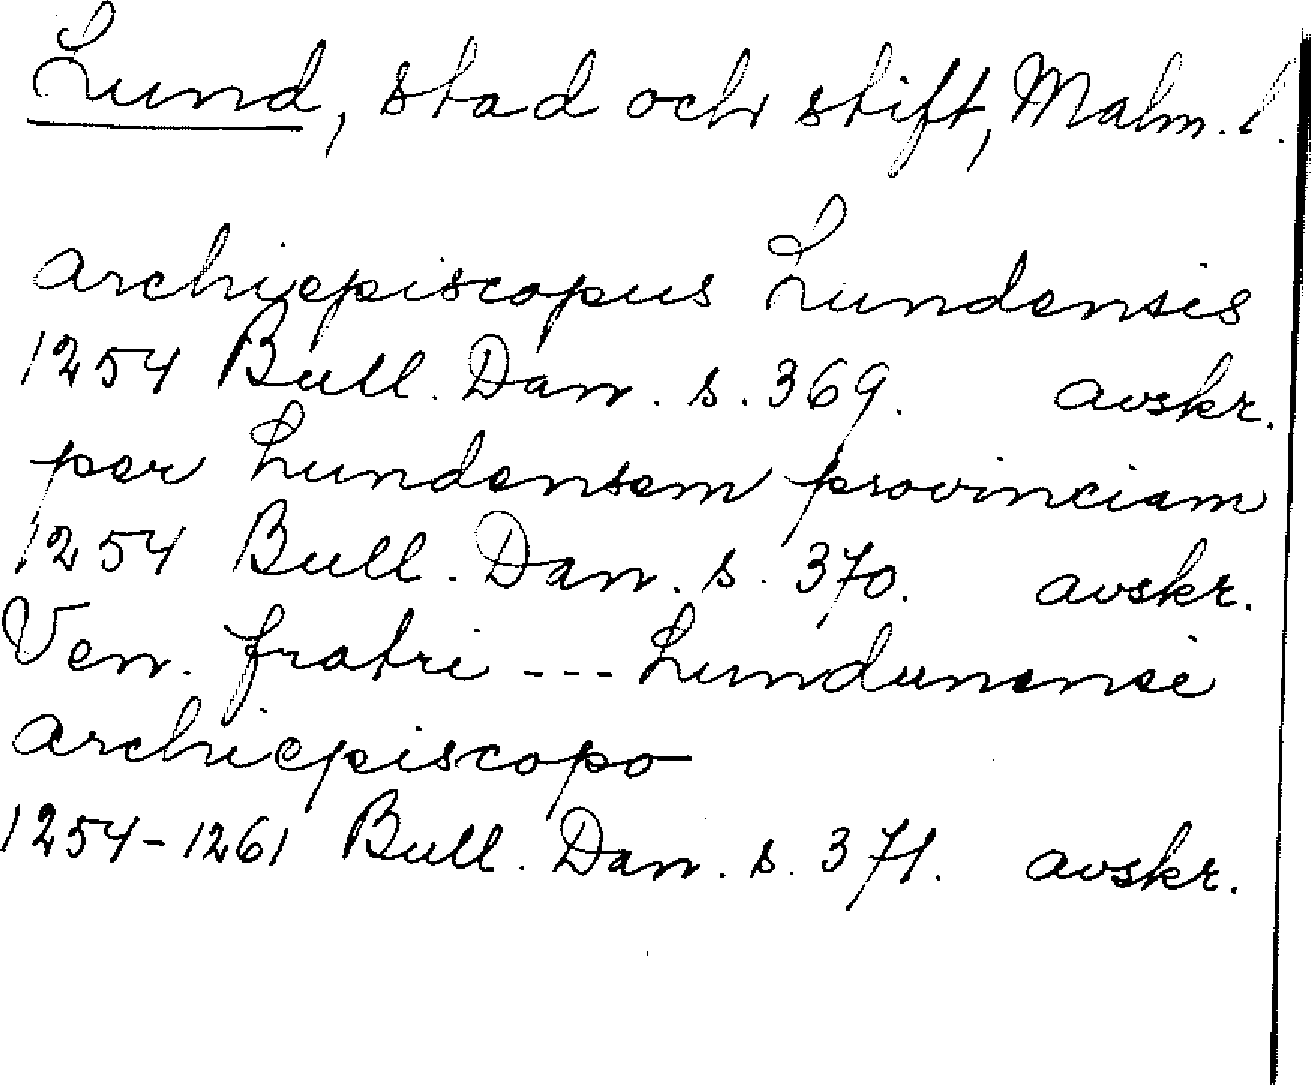 Lund, stad och stift, Malm. l.
archiepiscopus Lundensis
1254 Bull. Dan. s. 369. avskr.
per Lundensem provinciam
1254 Bull. Dan. s. 370. avskr.
Ven. fratri --- Lundunensi
archiepiscopo
1254-1261 Bull. Dan. s. 371. avskr.